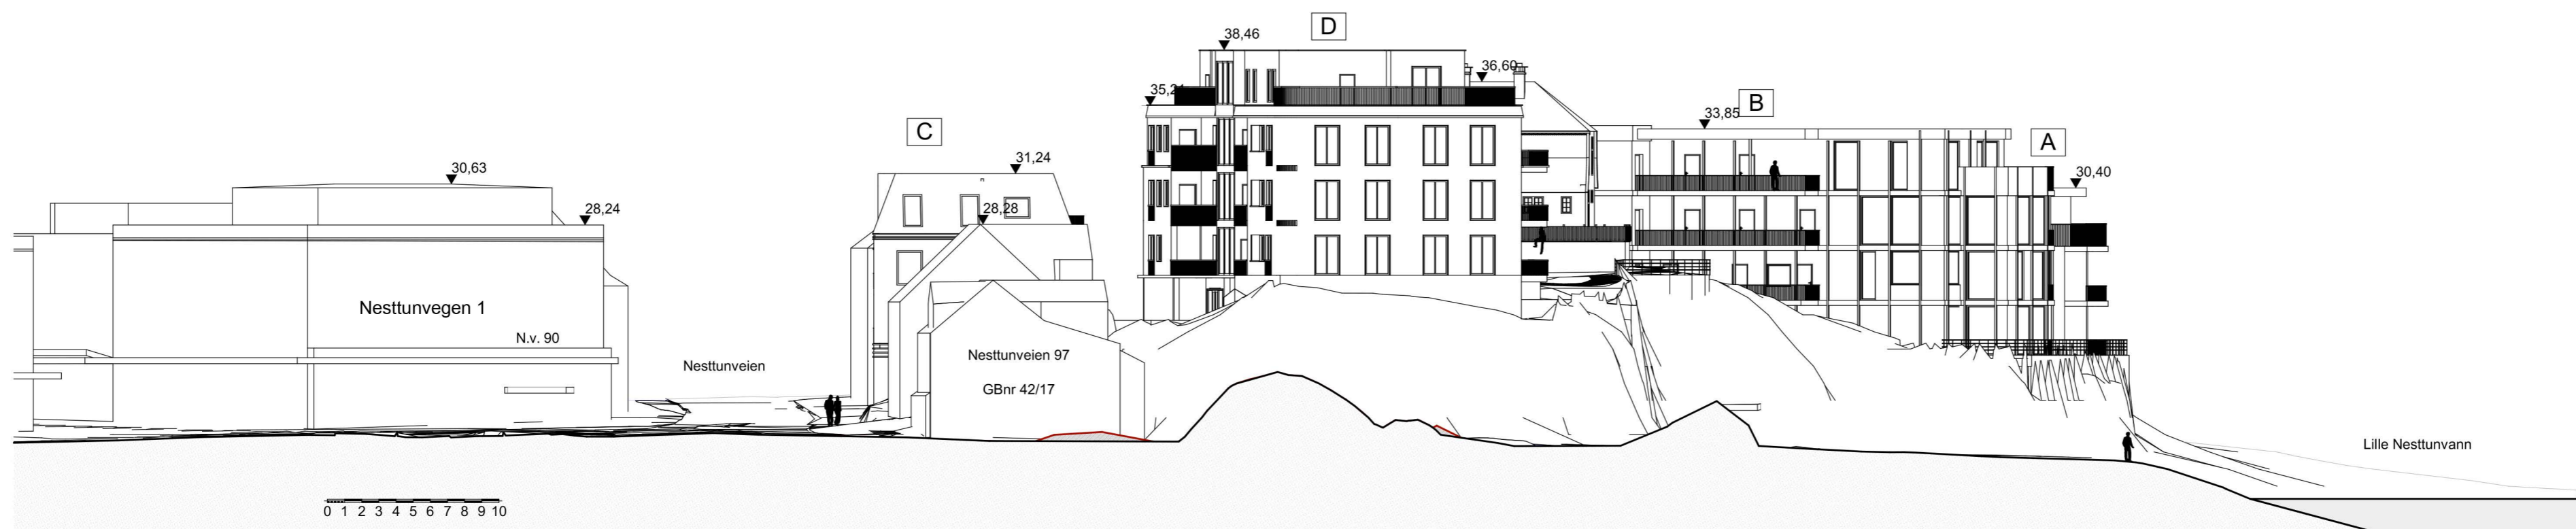 D
38,46
36,60
35,21
B
33,85
C
A
31,24
30,63
30,40
28,28
28,24
Nesttunvegen 1
N.v. 90
Nesttunveien
Nesttunveien 97
GBnr 42/17
Lille Nesttunvann
0 1 2 3 4 5 6 7 8 9 10